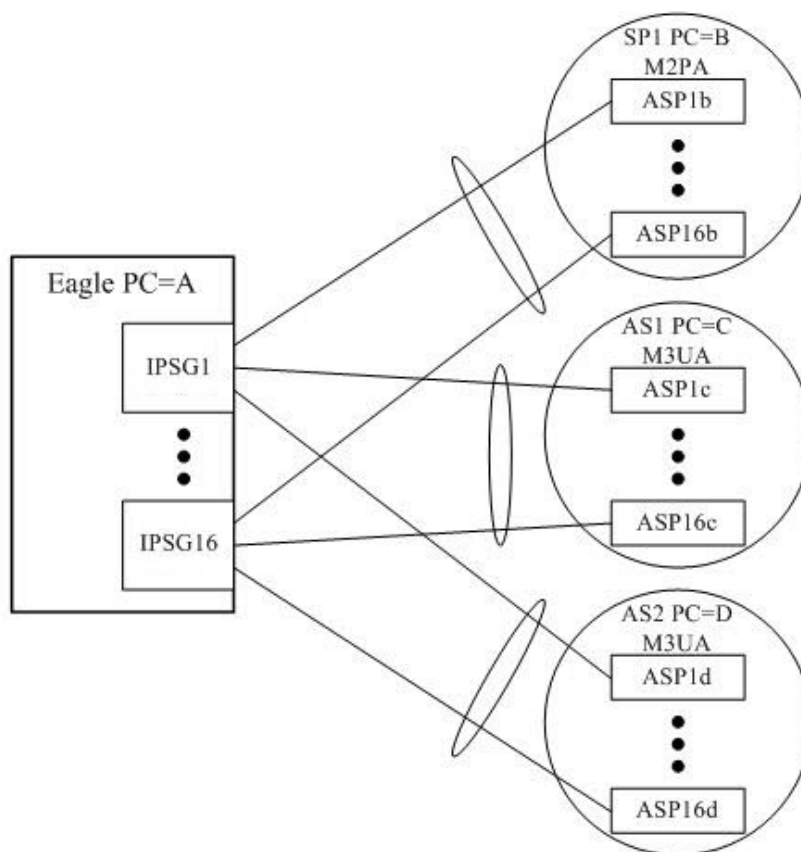 SP1 PC=B
M2PA
ASP1b
ASP16b
Eagle PC=A
IPSG1
IPSG16
AS1 PC=C
M3UA
ASP1c
ASP16c
AS2 PC=D
M3UA
ASP1d
ASP16d